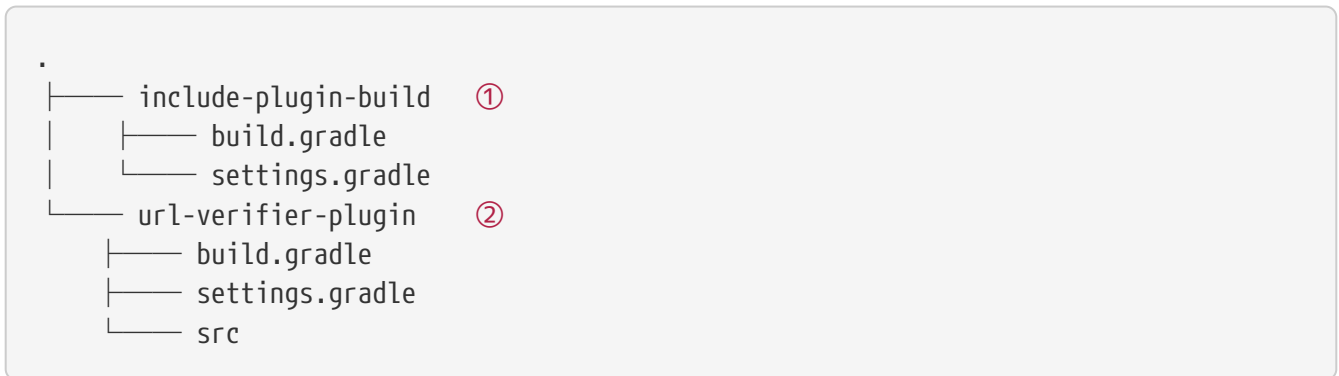 .
├── include-plugin-build ①
│   ├── build.gradle
│   └── settings.gradle
└── url-verifier-plugin ②
    ├── build.gradle
    ├── settings.gradle
    └── src